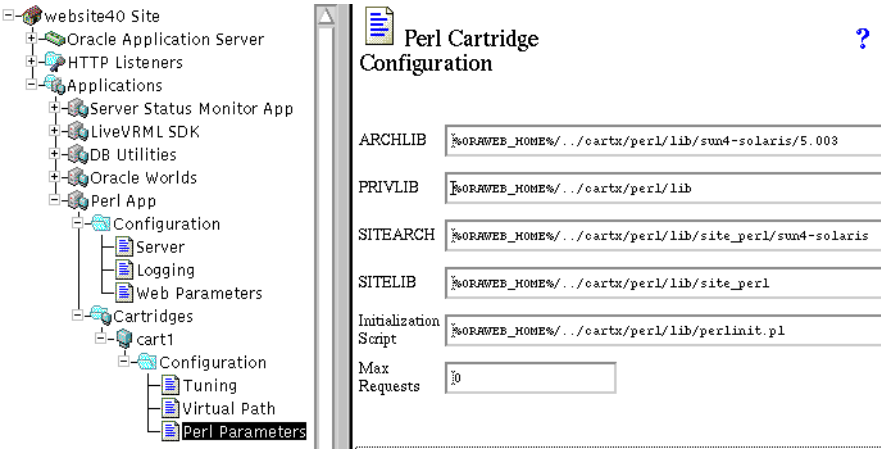 website40 Site
Oracle Application Server
HTTP Listeners
Applications
Server Status Monitor App
LiveVRML SDK
DB Utilities
Oracle Worlds
Perl App
Configuration
Server
Logging
Web Parameters
Cartridges
cart1
Configuration
Tuning
Virtual Path
Perl Parameters
Perl Cartridge
Configuration
?
ARCHLIB %ORAWEB_HOME%/../cartx/perl/lib/sun4-solaris/5.003
PRIVLIB %ORAWEB_HOME%/../cartx/perl/lib
SITEARCH %ORAWEB_HOME%/../cartx/perl/lib/site_perl/sun4-solaris
SITELIB %ORAWEB_HOME%/../cartx/perl/lib/site_perl
Initialization
Script %ORAWEB_HOME%/../cartx/perl/lib/perlinit.pl
Max
Requests 0